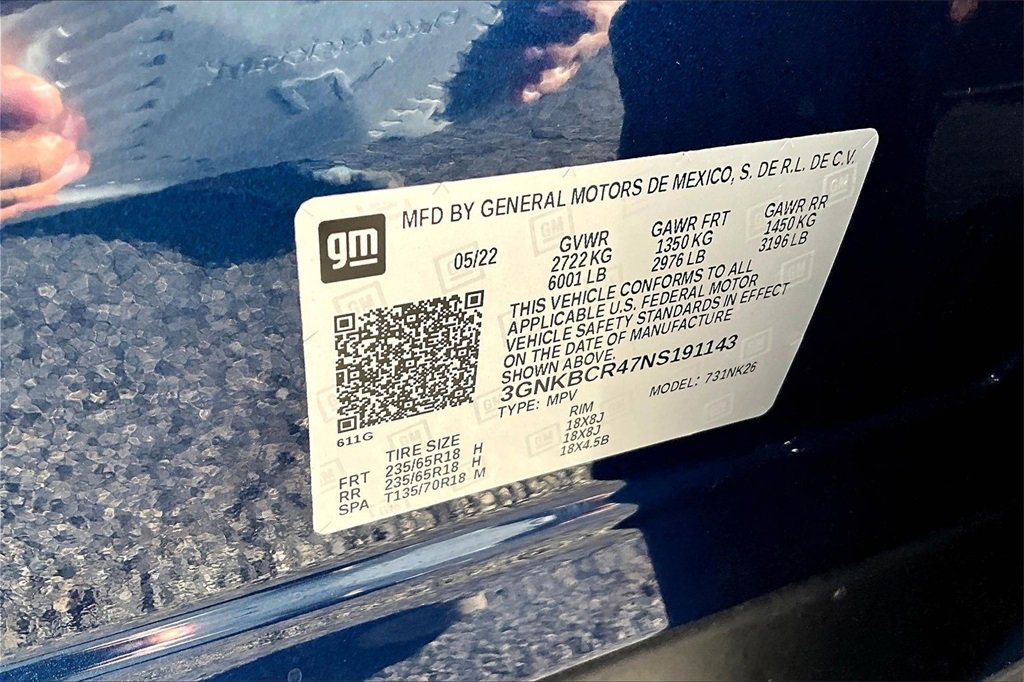 gm
MFD BY GENERAL MOTORS DE MEXICO, S. DE R.L. DE C.V.
05/22
GVWR
2722 KG
6001 LB
GAWR FRT
1350 KG
2976 LB
GAWR RR
1450 KG
3196 LB
THIS VEHICLE CONFORMS TO ALL
APPLICABLE U.S. FEDERAL MOTOR
VEHICLE SAFETY STANDARDS IN EFFECT
ON THE DATE OF MANUFACTURE
SHOWN ABOVE.
3GNKBCR47NS191143
TYPE: MPV MODEL: 731NK26
611G
TIRE SIZE RIM
FRT 235/65R18 H 18X8J
RR 235/65R18 H 18X8J
SPA T135/70R18 M 18X4.5B